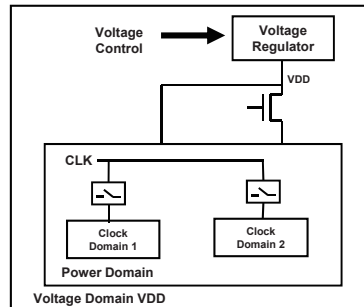 Voltage
Control
Voltage
Regulator
VDD
CLK
Clock
Domain 1
Clock
Domain 2
Power Domain
Voltage Domain VDD